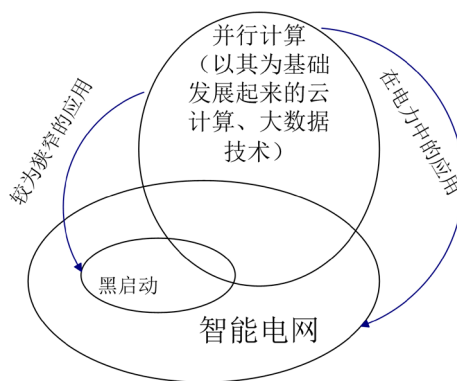 并行计算
（以其为基础
发展起来的云
计算、大数据
技术）
较为狭窄的应用
在电力中的应用
黑启动
智能电网